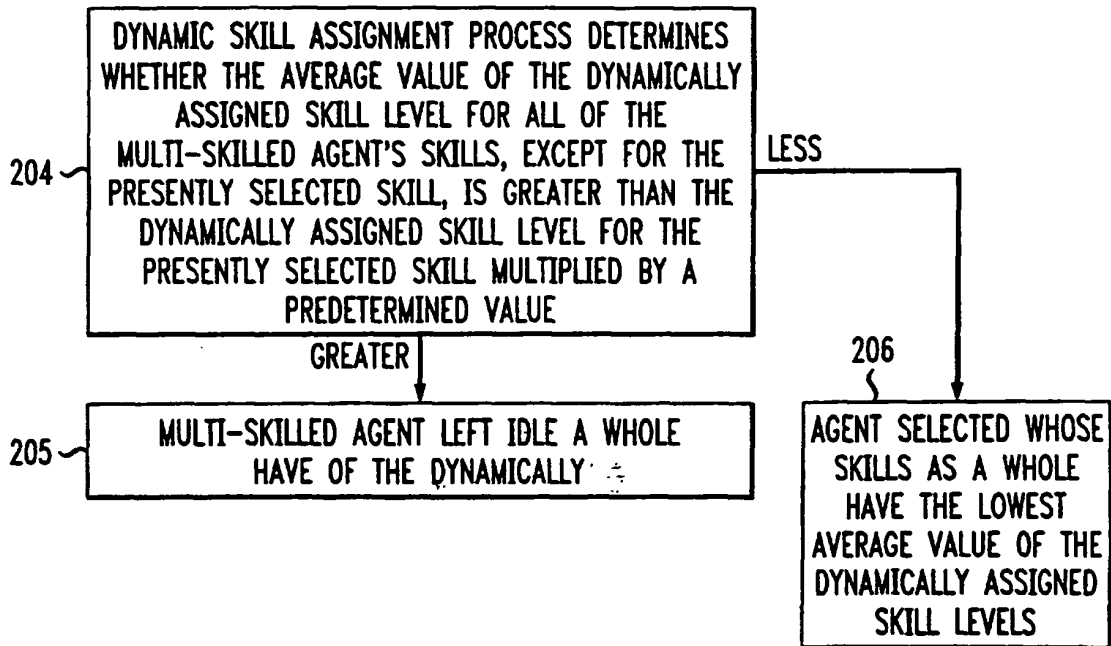 DYNAMIC SKILL ASSIGNMENT PROCESS DETERMINES
WHETHER THE AVERAGE VALUE OF THE DYNAMICALLY
ASSIGNED SKILL LEVEL FOR ALL OF THE
MULTI-SKILLED AGENT'S SKILLS, EXCEPT FOR THE
PRESENTLY SELECTED SKILL, IS GREATER THAN THE
DYNAMICALLY ASSIGNED SKILL LEVEL FOR THE
PRESENTLY SELECTED SKILL MULTIPLIED BY A
PREDETERMINED VALUE
204
LESS
GREATER
205
MULTI-SKILLED AGENT LEFT IDLE A WHOLE
HAVE OF THE DYNAMICALLY
206
AGENT SELECTED WHOSE
SKILLS AS A WHOLE
HAVE THE LOWEST
AVERAGE VALUE OF THE
DYNAMICALLY ASSIGNED
SKILL LEVELS